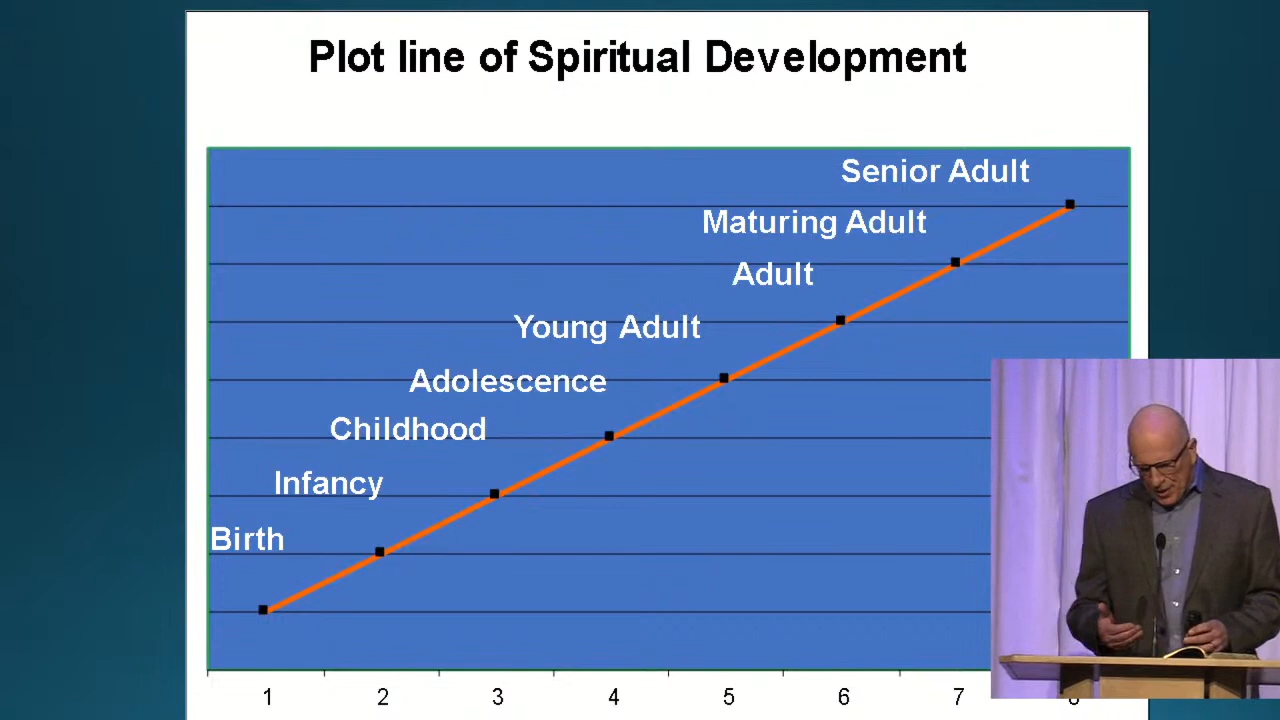 Plot line of Spiritual Development
Senior Adult
Maturing Adult
Adult
Young Adult
Adolescence
Childhood
Infancy
Birth
1 2 3 4 5 6 7